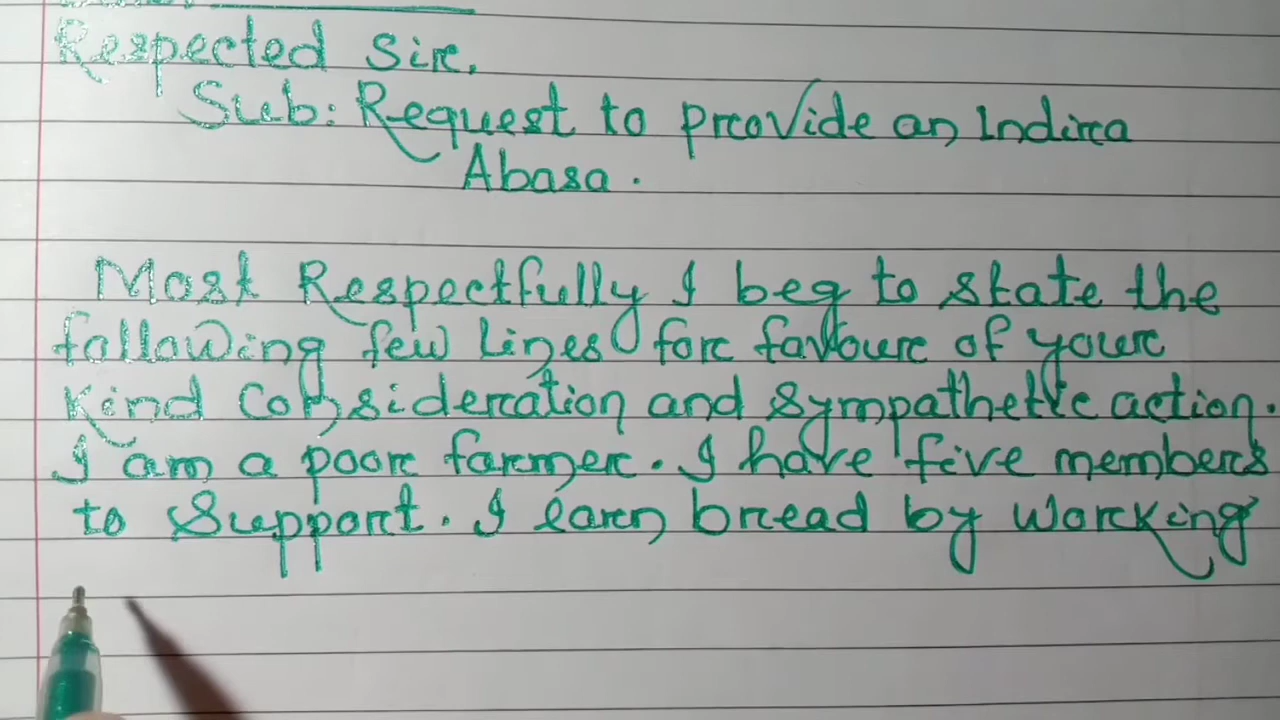 Respected Sir,
Sub: Request to provide an Indira
Abasa.
Most Respectfully I beg to state the
following few lines for favour of your
kind consideration and sympathetic action.
I am a poor farmer. I have five members
to support. I earn bread by working